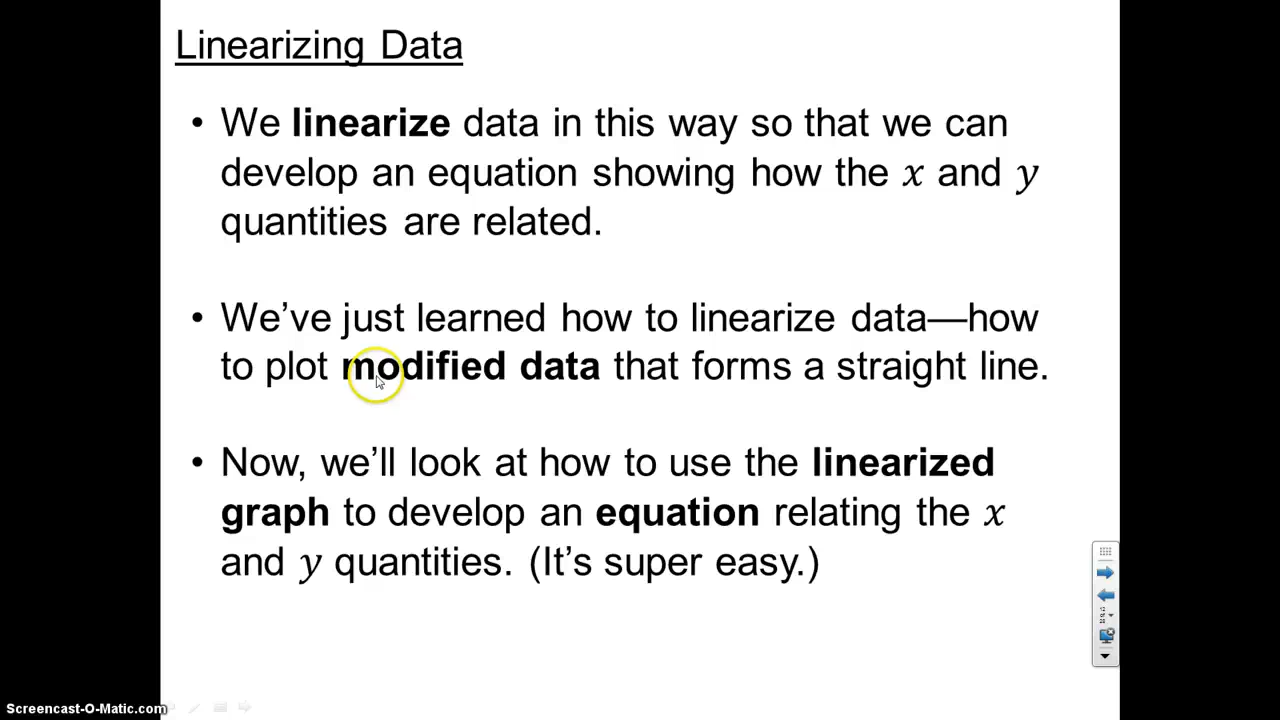 Linearizing Data
• We linearize data in this way so that we can
develop an equation showing how the x and y
quantities are related.
• We’ve just learned how to linearize data—how
to plot modified data that forms a straight line.
• Now, we’ll look at how to use the linearized
graph to develop an equation relating the x
and y quantities. (It’s super easy.)
Screencast-O-Matic.com